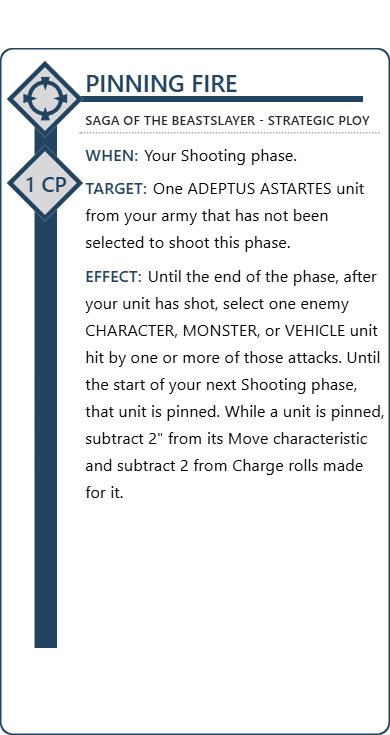 PINNING FIRE
SAGA OF THE BEASTSLAYER - STRATEGIC PLOY
WHEN: Your Shooting phase.
1 CP
TARGET: One ADEPTUS ASTARTES unit
from your army that has not been
selected to shoot this phase.
EFFECT: Until the end of the phase, after
your unit has shot, select one enemy
CHARACTER, MONSTER, or VEHICLE unit
hit by one or more of those attacks. Until
the start of your next Shooting phase,
that unit is pinned. While a unit is pinned,
subtract 2" from its Move characteristic
and subtract 2 from Charge rolls made
for it.